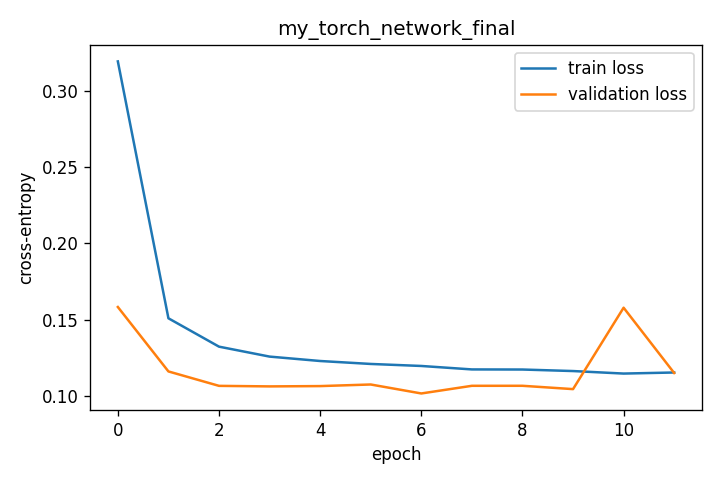 my_torch_network_final
train loss
validation loss
0.30
0.25
0.20
0.15
0.10
cross-entropy
0 2 4 6 8 10
epoch